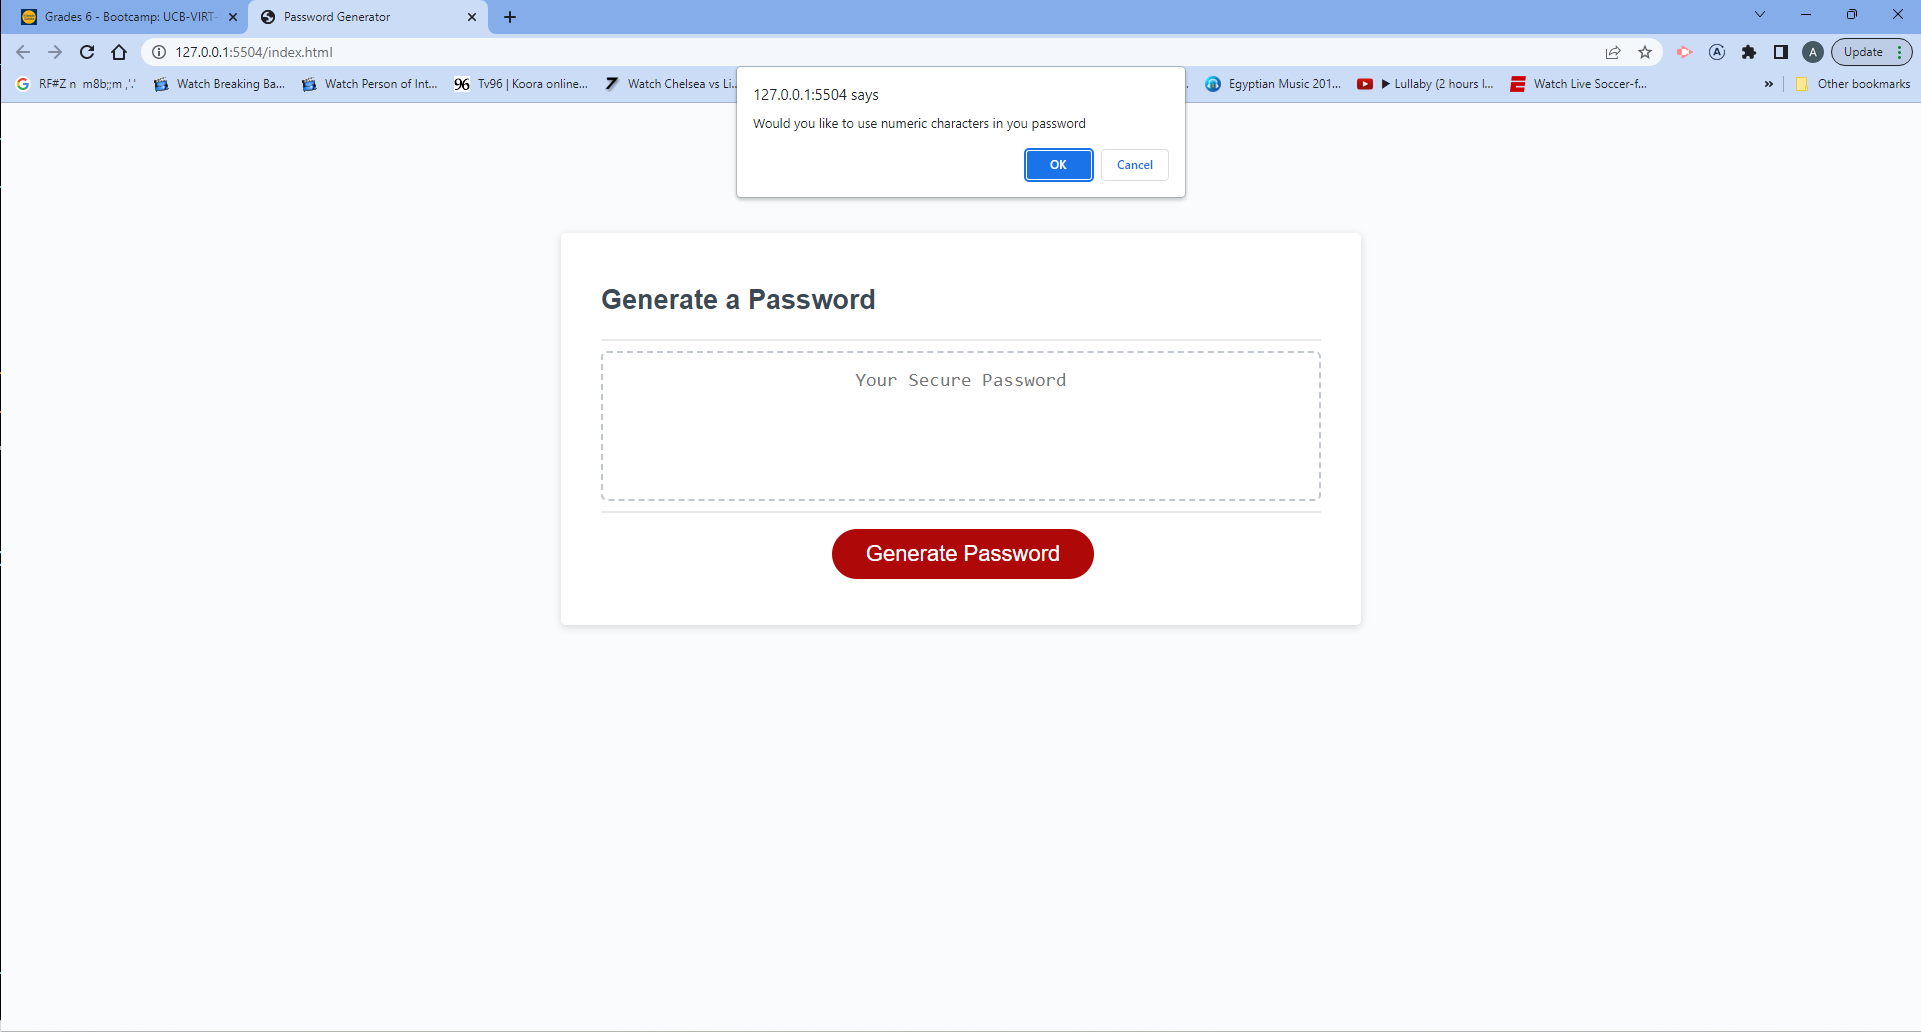 Grades 6 - Bootcamp: UCB-VIRT-
Password Generator
127.0.0.1:5504/index.html
A
Update
RF#Z n m8b;;m ,'.'
Watch Breaking Ba...
Watch Person of Int...
96 Tv96 | Koora online...
7 Watch Chelsea vs Li...
Egyptian Music 201...
► Lullaby (2 hours l...
Watch Live Soccer-f...
»
Other bookmarks
127.0.0.1:5504 says
Would you like to use numeric characters in you password
OK
Cancel
Generate a Password
Your Secure Password
Generate Password